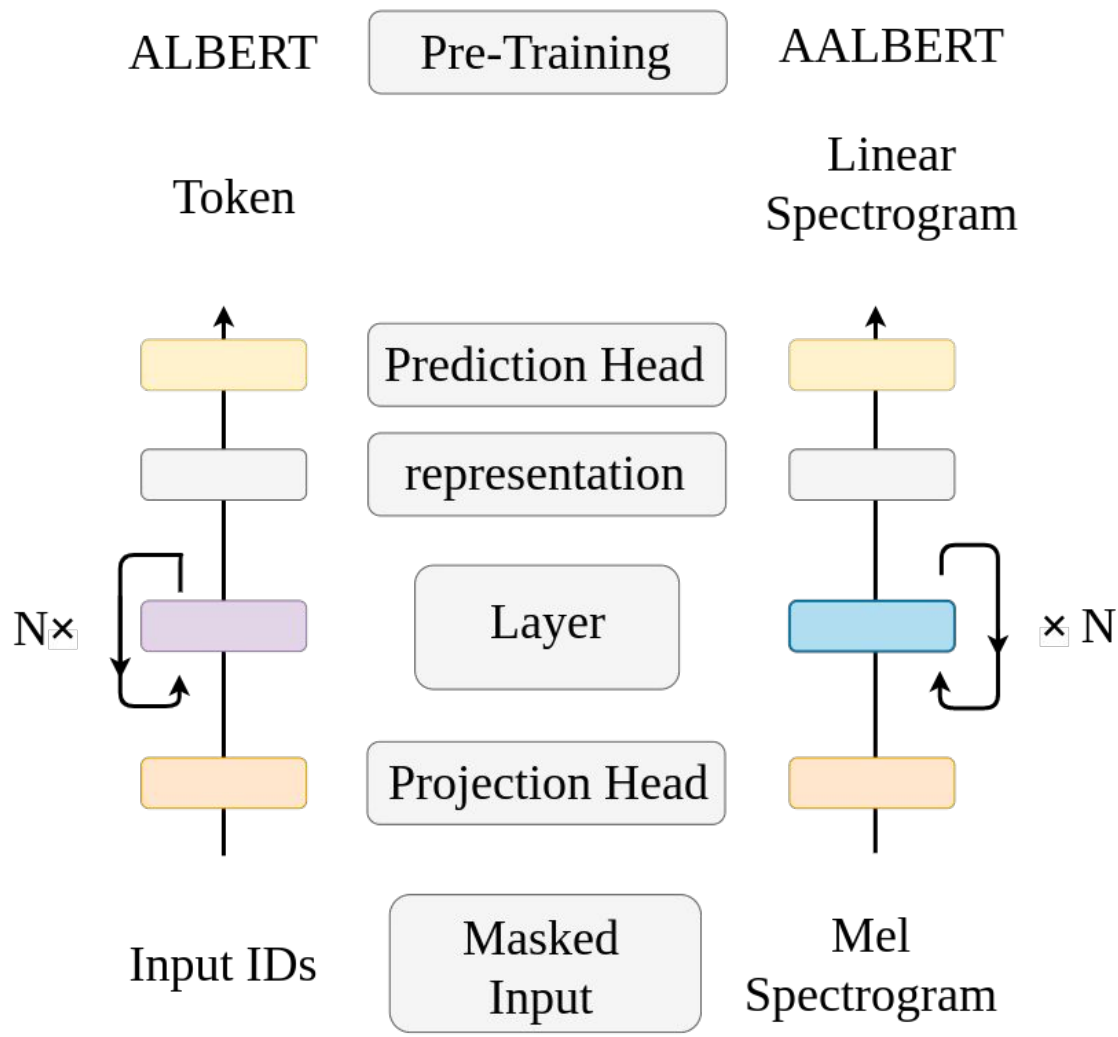 ALBERT
Pre-Training
AALBERT
Token
Linear
Spectrogram
Prediction Head
representation
N×
Layer
× N
Projection Head
Input IDs
Masked
Input
Mel
Spectrogram